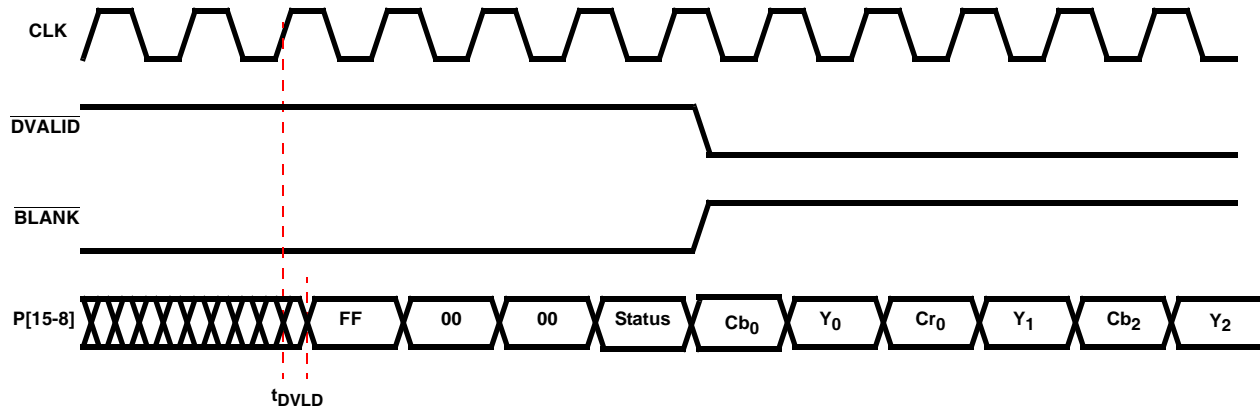 CLK
DVALID
BLANK
P[15-8] FF 00 00 Status Cb0 Y0 Cr0 Y1 Cb2 Y2
tDVLD